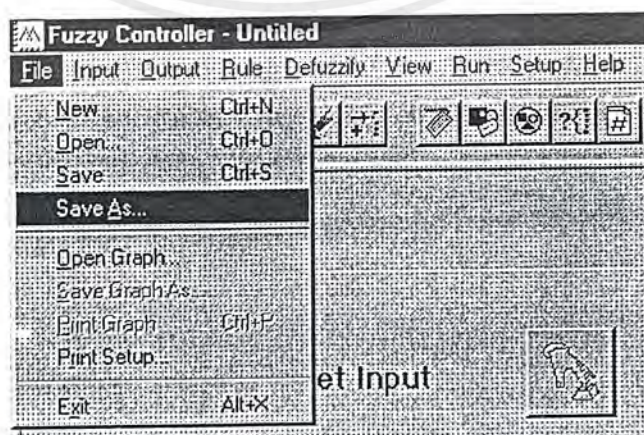 Fuzzy Controller - Untitled
File Input Output Rule Defuzzify View Run Setup Help
New Ctrl+N
Open... Ctrl+O
Save Ctrl+S
Save As...
Open Graph...
Save Graph As...
Print Graph Ctrl+P
Print Setup...
et Input
Exit Alt+X